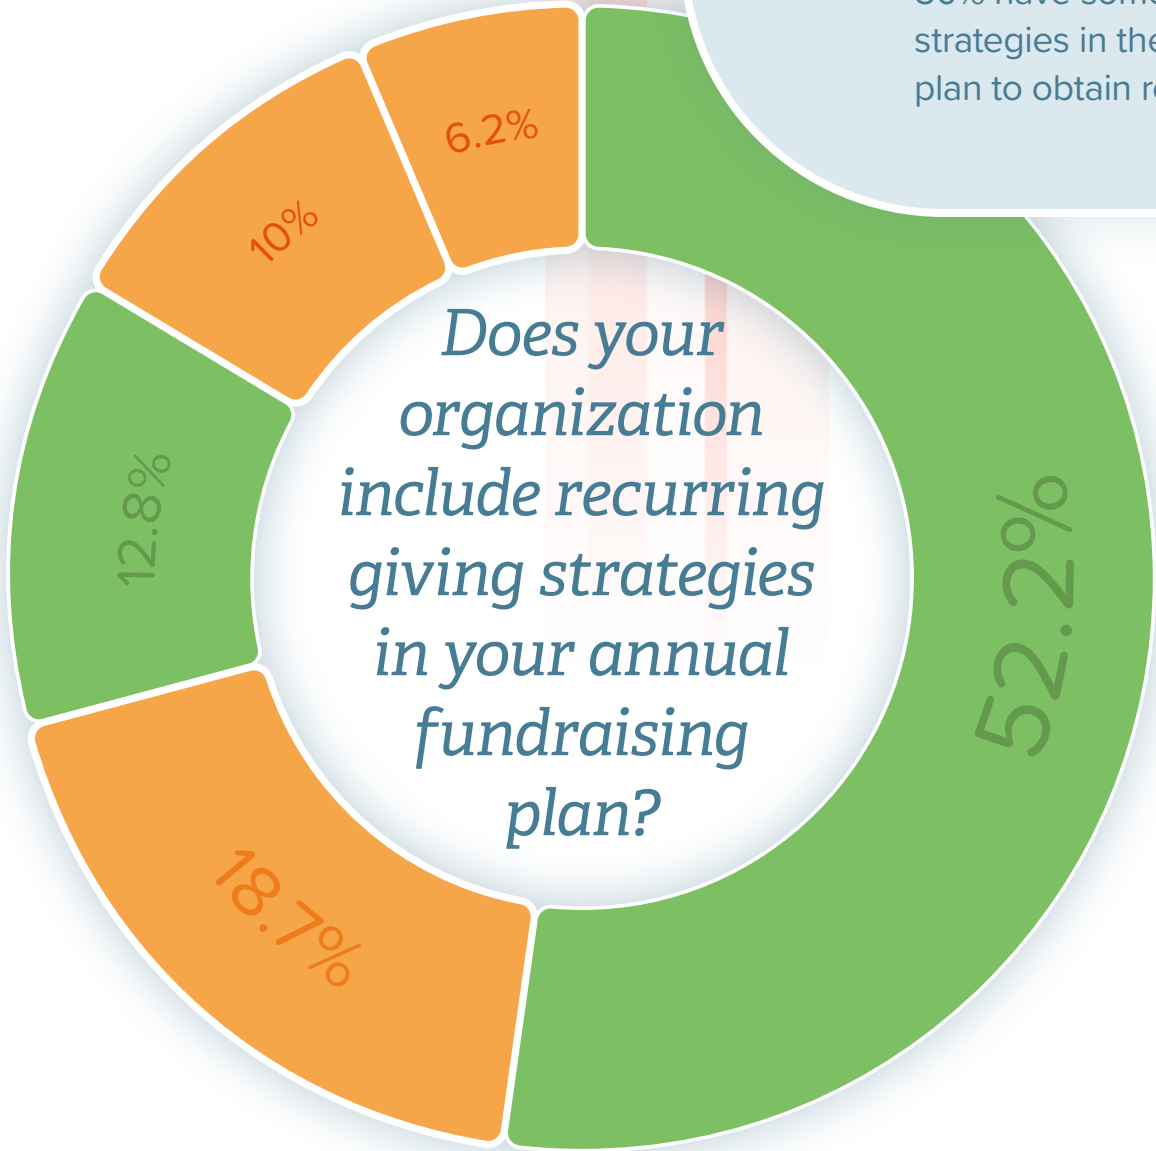 strategies in the
plan to obtain
6.2%
10%
12.8%
18.7%
52.2%
Does your
organization
include recurring
giving strategies
in your annual
fundraising
plan?